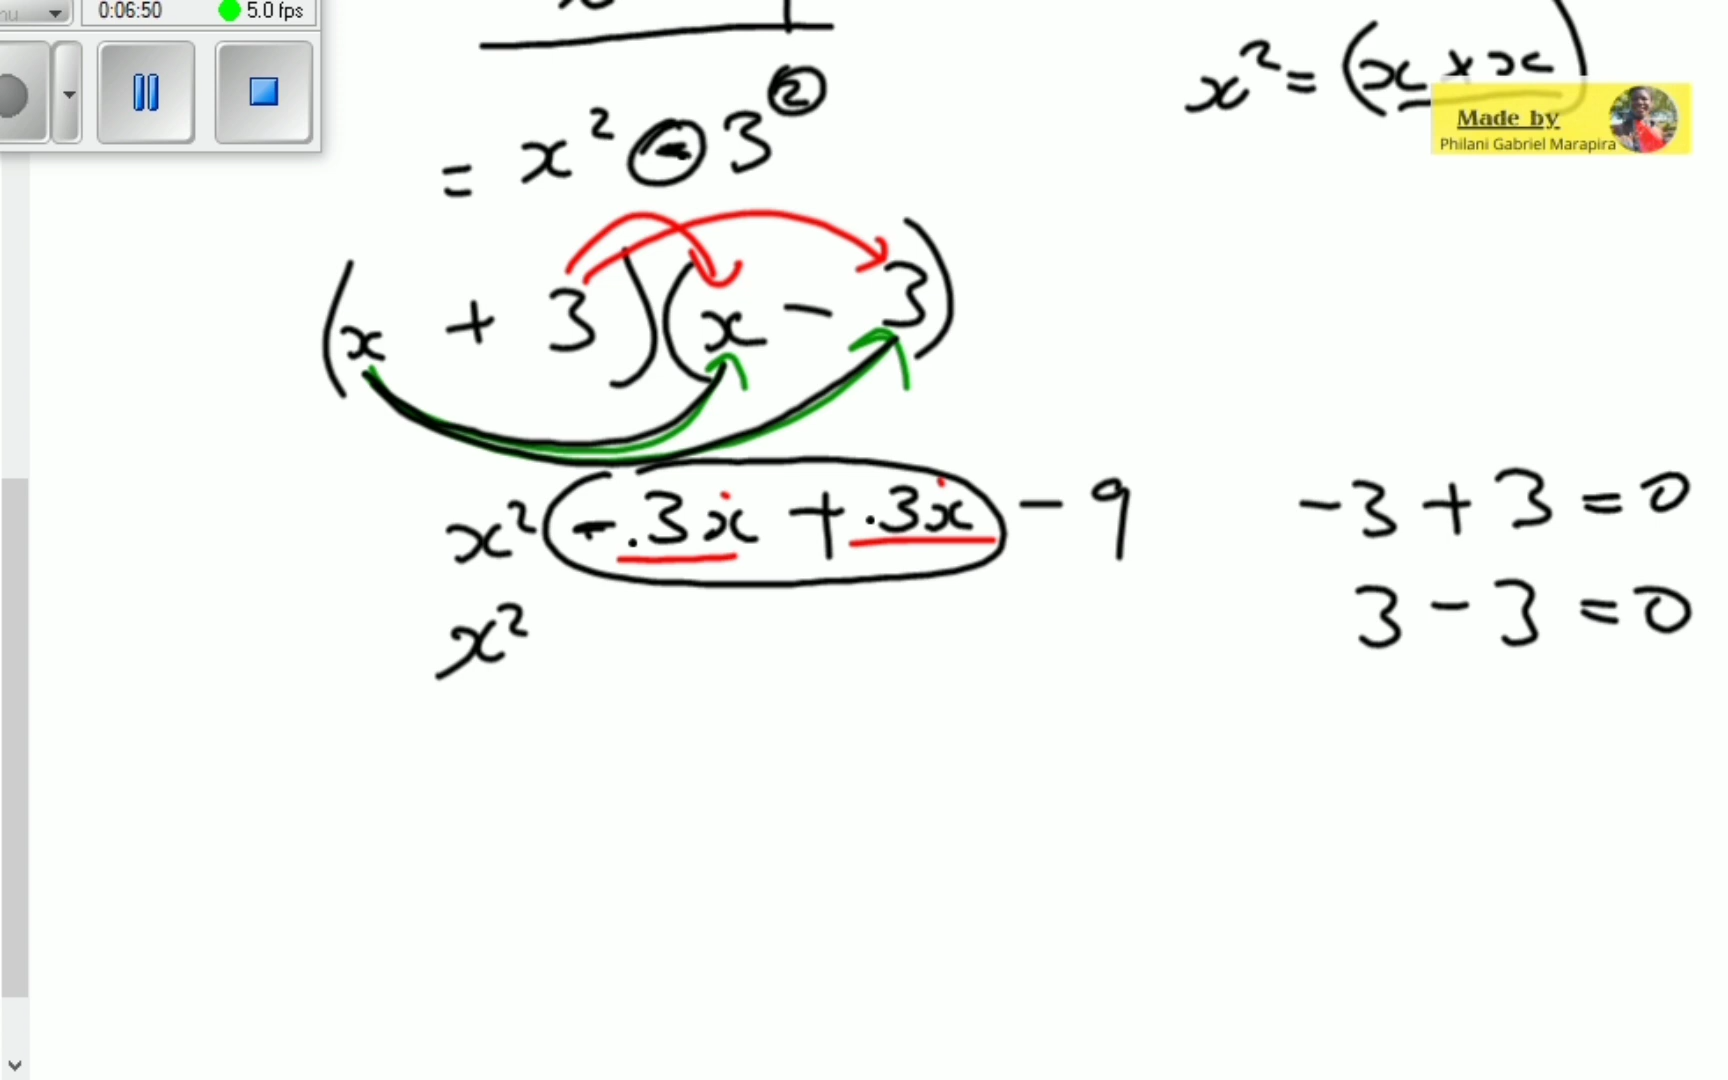 0:06:50 5.0 fps
x² = (x × x)
Made by
Philani Gabriel Marapira
= x² - 3²
(x + 3)(x - 3)
x² - .3x + .3x - 9
-3 + 3 = 0
x²
3 - 3 = 0